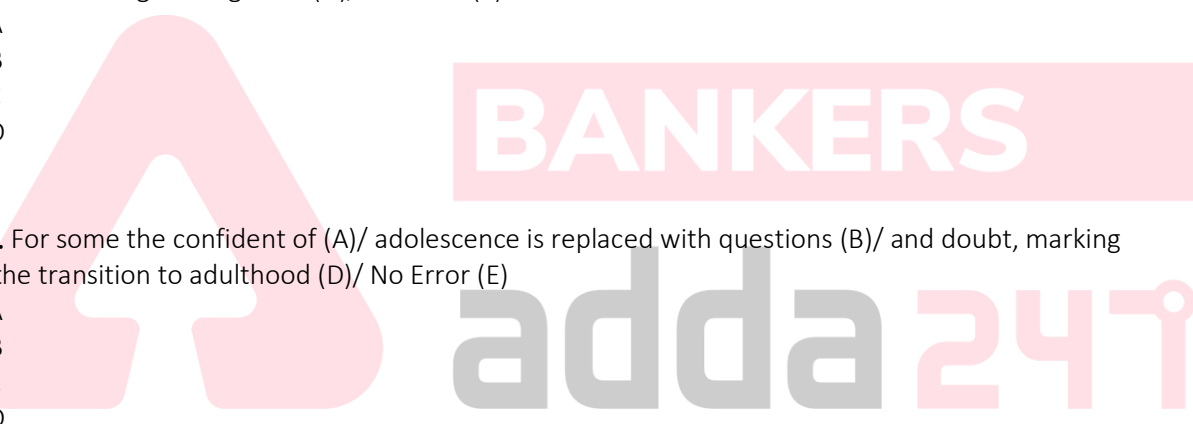 BANKERS
. For some the confident of (A)/ adolescence is replaced with questions (B)/ and doubt, marking
the transition to adulthood (D)/ No Error (E)
adda 247